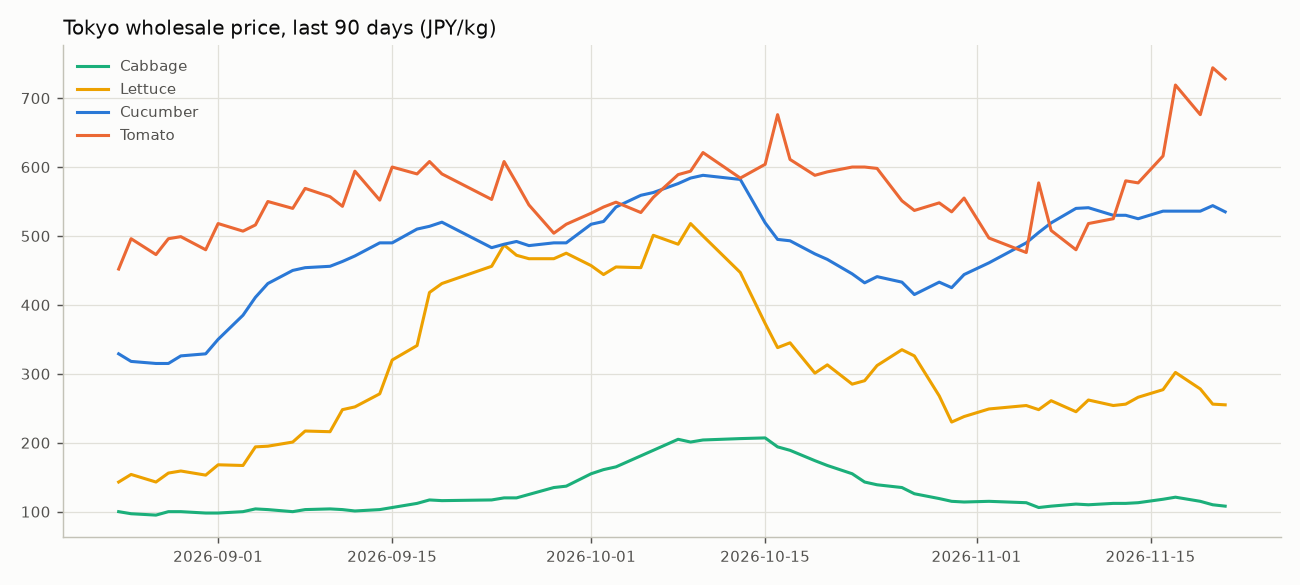 Tokyo wholesale price, last 90 days (JPY/kg)
Cabbage
Lettuce
Cucumber
Tomato
700
600
500
400
300
200
100
2026-09-01
2026-09-15
2026-10-01
2026-10-15
2026-11-01
2026-11-15